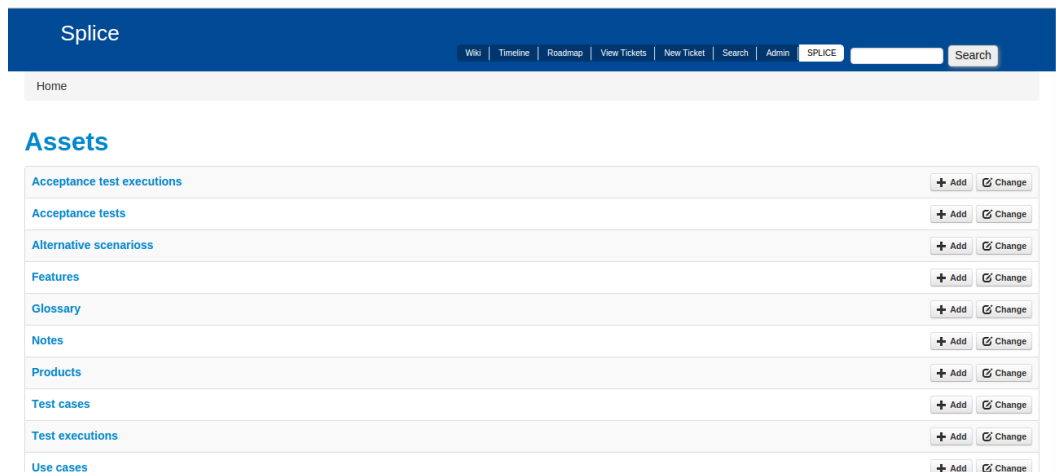 Splice
Wiki Timeline Roadmap View Tickets New Ticket Search Admin SPLICE Search
Home
Assets
Acceptance test executions Add Change
Acceptance tests Add Change
Alternative scenarioss Add Change
Features Add Change
Glossary Add Change
Notes Add Change
Products Add Change
Test cases Add Change
Test executions Add Change
Use cases Add Change